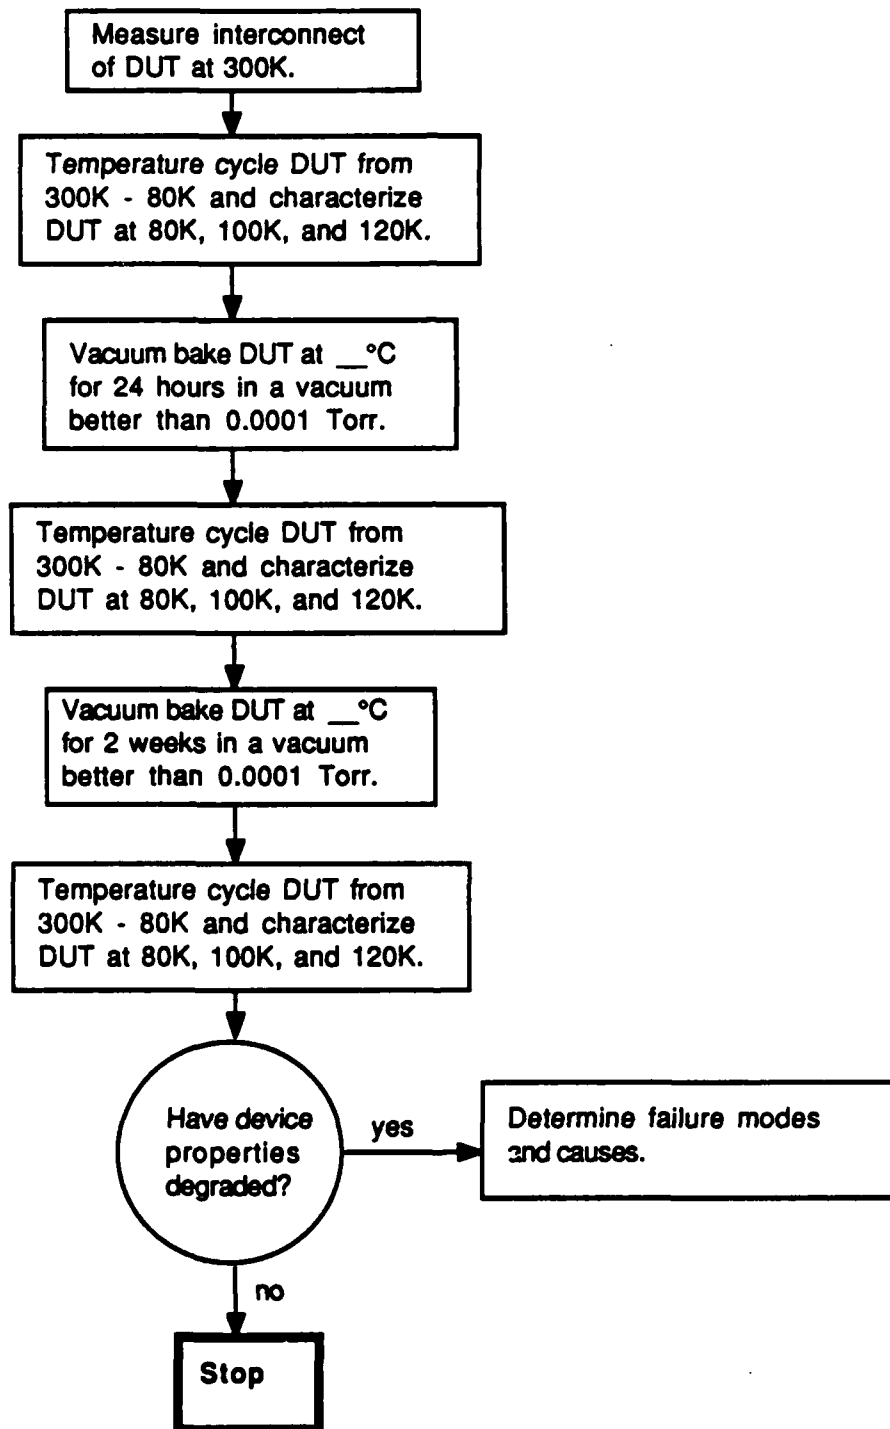 Measure interconnect
of DUT at 300K.
Temperature cycle DUT from
300K - 80K and characterize
DUT at 80K, 100K, and 120K.
Vacuum bake DUT at __°C
for 24 hours in a vacuum
better than 0.0001 Torr.
Temperature cycle DUT from
300K - 80K and characterize
DUT at 80K, 100K, and 120K.
Vacuum bake DUT at __°C
for 2 weeks in a vacuum
better than 0.0001 Torr.
Temperature cycle DUT from
300K - 80K and characterize
DUT at 80K, 100K, and 120K.
Have device
properties
degraded?
yes
Determine failure modes
and causes.
no
Stop